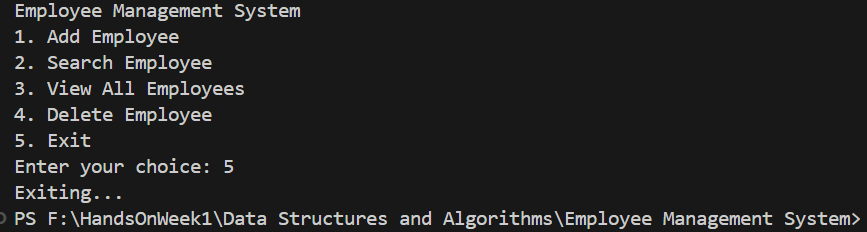 Employee Management System
1. Add Employee
2. Search Employee
3. View All Employees
4. Delete Employee
5. Exit
Enter your choice: 5
Exiting...
PS F:\HandsOnWeek1\Data Structures and Algorithms\Employee Management System>